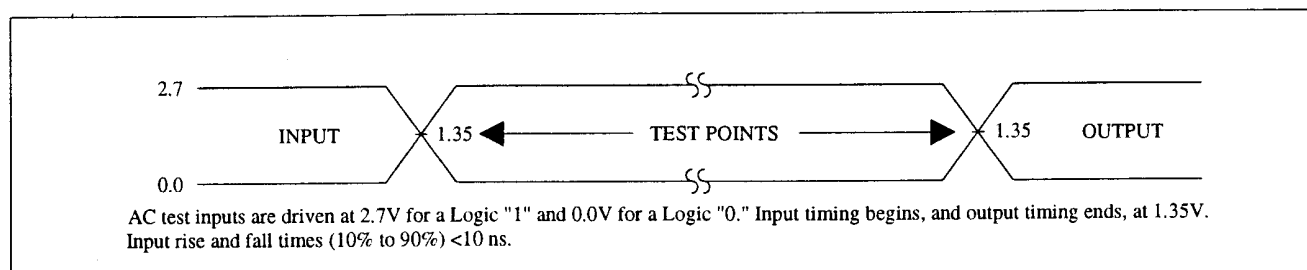 2.7
INPUT 1.35 TEST POINTS 1.35 OUTPUT
0.0
AC test inputs are driven at 2.7V for a Logic "1" and 0.0V for a Logic "0." Input timing begins, and output timing ends, at 1.35V.
Input rise and fall times (10% to 90%) <10 ns.